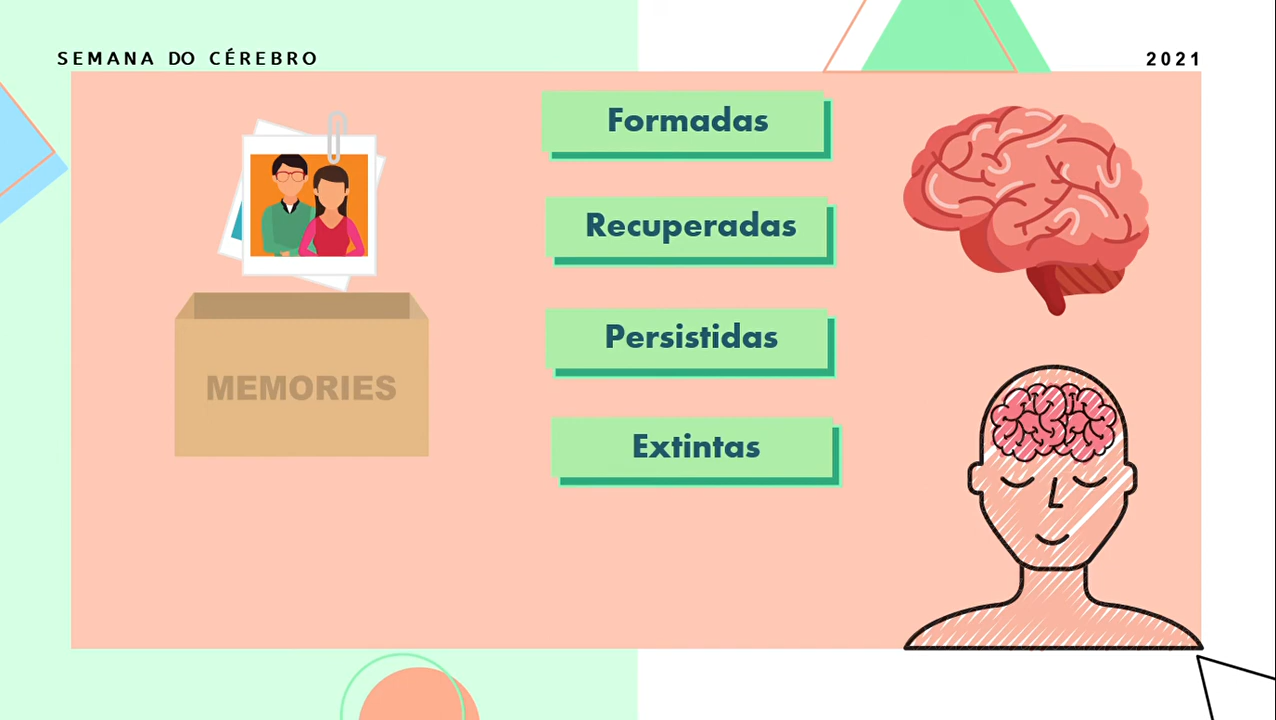 SEMANA DO CÉREBRO
2021
Formadas
Recuperadas
Persistidas
Extintas
MEMORIES